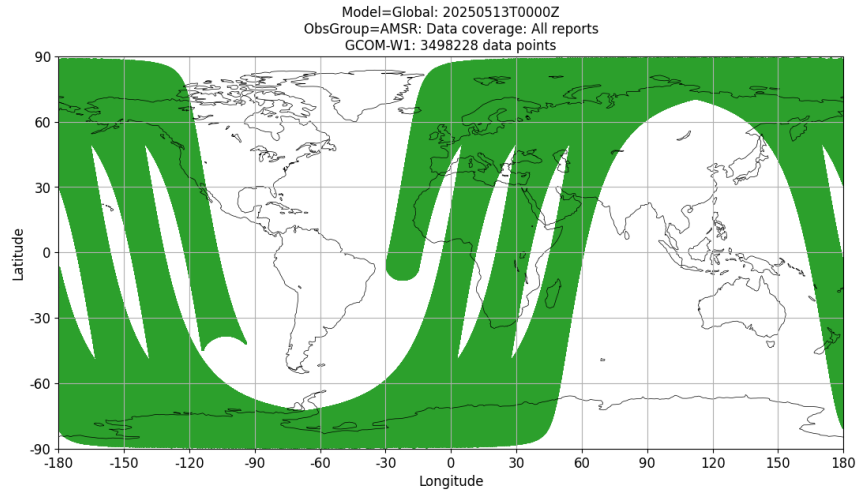 Model=Global: 20250513T0000Z
ObsGroup=AMSR: Data coverage: All reports
GCOM-W1: 3498228 data points
90
60
30
0
-30
-60
-90
Latitude
-180 -150 -120 -90 -60 -30 0 30 60 90 120 150 180
Longitude